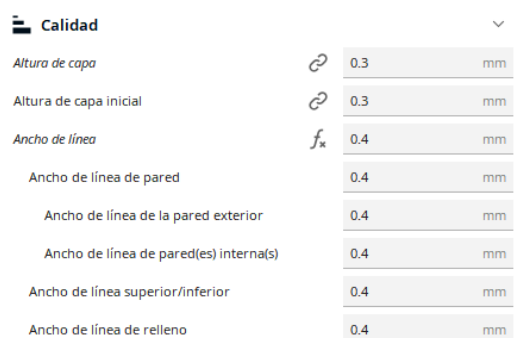 Calidad
Altura de capa 0.3 mm
Altura de capa inicial 0.3 mm
Ancho de línea 0.4 mm
Ancho de línea de pared 0.4 mm
Ancho de línea de la pared exterior 0.4 mm
Ancho de línea de pared(es) interna(s) 0.4 mm
Ancho de línea superior/inferior 0.4 mm
Ancho de línea de relleno 0.4 mm